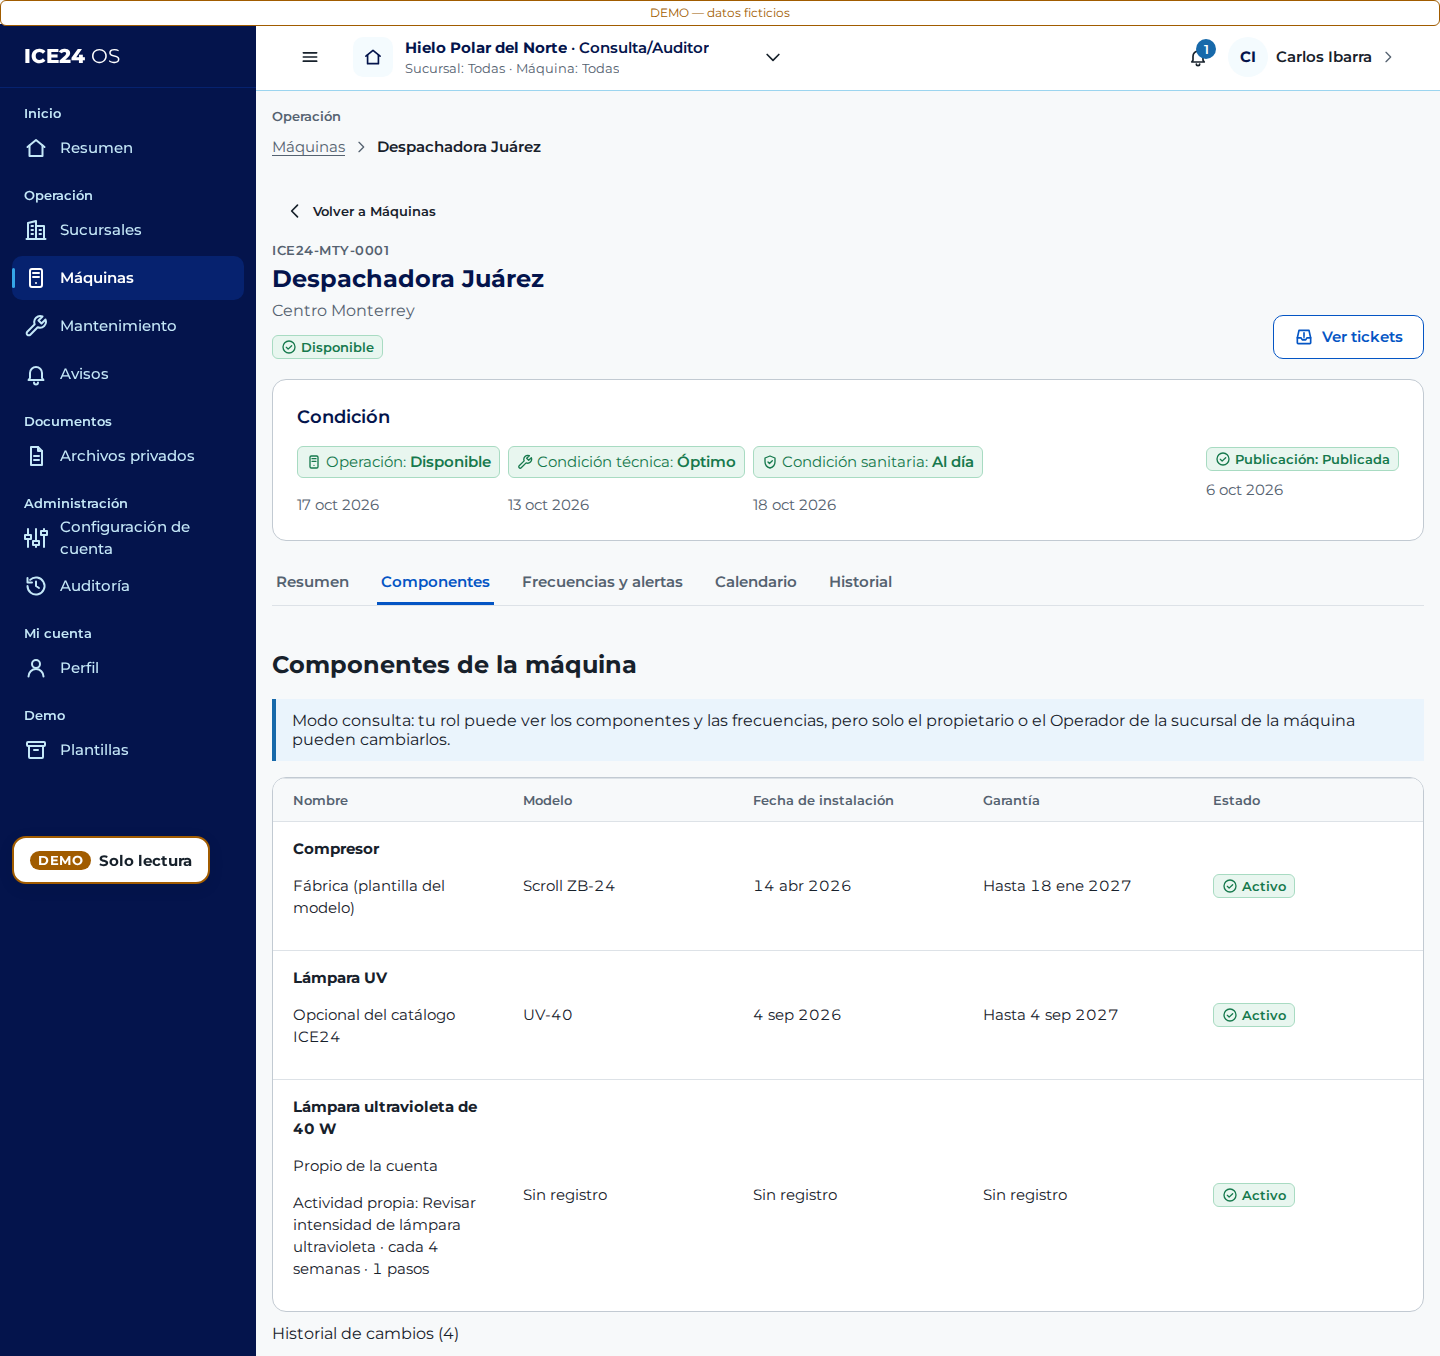 DEMO — datos ficticios
ICE24 OS
Hielo Polar del Norte · Consulta/Auditor
Sucursal: Todas · Máquina: Todas
1
CI
Carlos Ibarra
Inicio
Resumen
Operación
Sucursales
Máquinas
Mantenimiento
Avisos
Documentos
Archivos privados
Administración
Configuración de
cuenta
Auditoría
Mi cuenta
Perfil
Demo
Plantillas
DEMO Solo lectura
Operación
Máquinas
Despachadora Juárez
Volver a Máquinas
ICE24-MTY-0001
Despachadora Juárez
Centro Monterrey
Disponible
Ver tickets
Condición
Operación: Disponible
Condición técnica: Óptimo
Condición sanitaria: Al día
Publicación: Publicada
17 oct 2026
13 oct 2026
18 oct 2026
6 oct 2026
Resumen
Componentes
Frecuencias y alertas
Calendario
Historial
Componentes de la máquina
Modo consulta: tu rol puede ver los componentes y las frecuencias, pero solo el propietario o el Operador de la sucursal de la máquina
pueden cambiarlos.
Nombre
Modelo
Fecha de instalación
Garantía
Estado
Compresor
Fábrica (plantilla del
modelo)
Scroll ZB-24
14 abr 2026
Hasta 18 ene 2027
Activo
Lámpara UV
Opcional del catálogo
ICE24
UV-40
4 sep 2026
Hasta 4 sep 2027
Activo
Lámpara ultravioleta de
40 W
Propio de la cuenta
Actividad propia: Revisar
intensidad de lámpara
ultravioleta · cada 4
semanas · 1 pasos
Sin registro
Sin registro
Sin registro
Activo
Historial de cambios (4)